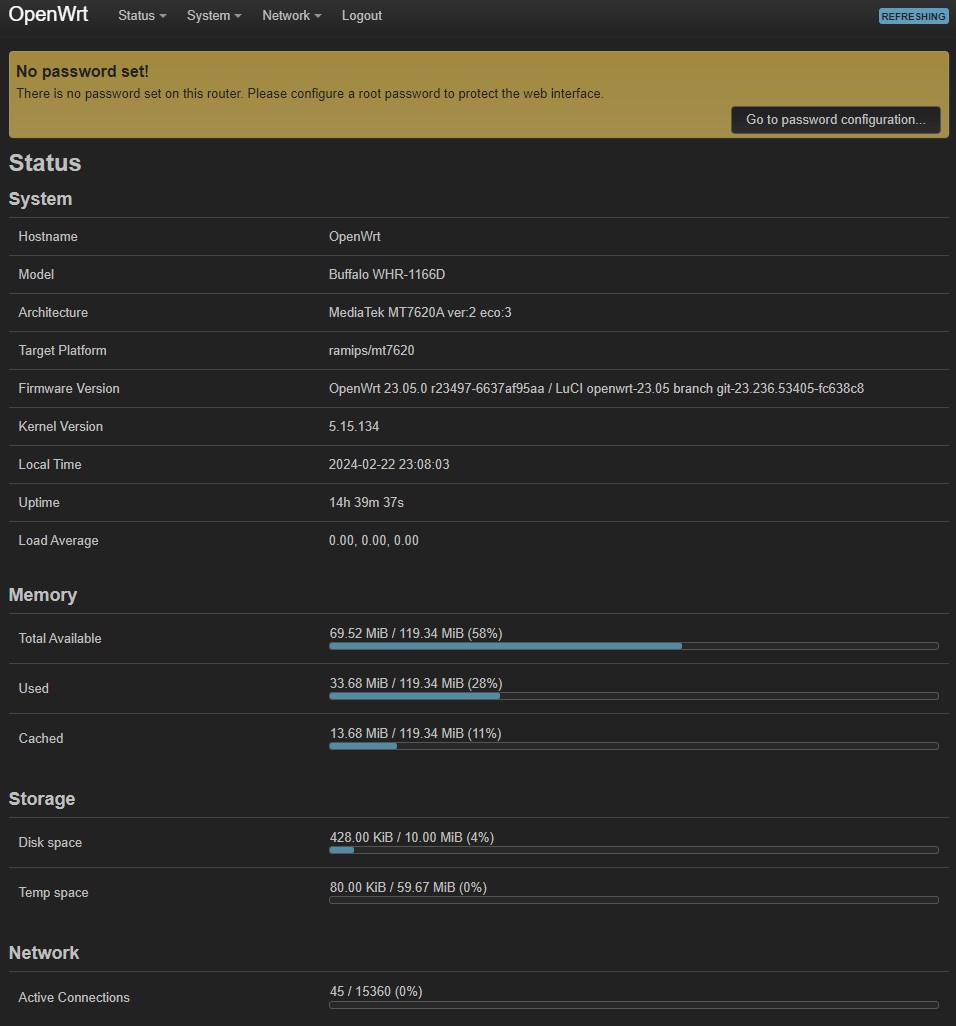 OpenWrt Status System Network Logout REFRESHING
No password set!
There is no password set on this router. Please configure a root password to protect the web interface.
Go to password configuration...
Status
System
Hostname OpenWrt
Model Buffalo WHR-1166D
Architecture MediaTek MT7620A ver:2 eco:3
Target Platform ramips/mt7620
Firmware Version OpenWrt 23.05.0 r23497-6637af95aa / LuCI openwrt-23.05 branch git-23.236.53405-fc638c8
Kernel Version 5.15.134
Local Time 2024-02-22 23:08:03
Uptime 14h 39m 37s
Load Average 0.00, 0.00, 0.00
Memory
Total Available 69.52 MiB / 119.34 MiB (58%)
Used 33.68 MiB / 119.34 MiB (28%)
Cached 13.68 MiB / 119.34 MiB (11%)
Storage
Disk space 428.00 KiB / 10.00 MiB (4%)
Temp space 80.00 KiB / 59.67 MiB (0%)
Network
Active Connections 45 / 15360 (0%)